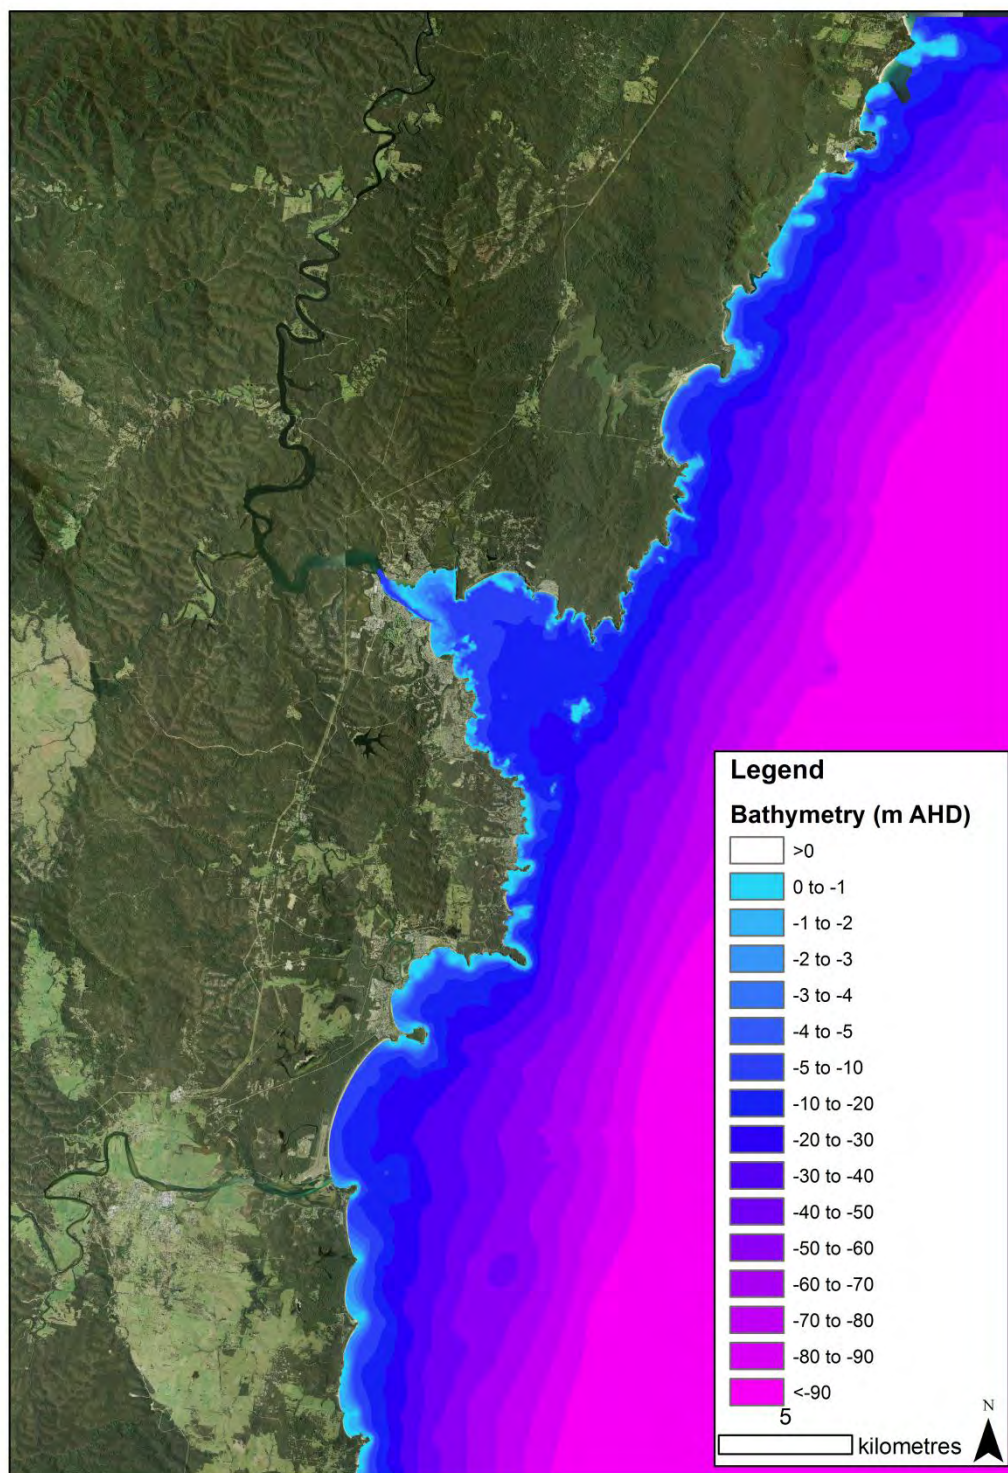 Legend
Bathymetry (m AHD)
>0
0 to -1
-1 to -2
-2 to -3
-3 to -4
-4 to -5
-5 to -10
-10 to -20
-20 to -30
-30 to -40
-40 to -50
-50 to -60
-60 to -70
-70 to -80
-80 to -90
<-90
5
kilometres
N